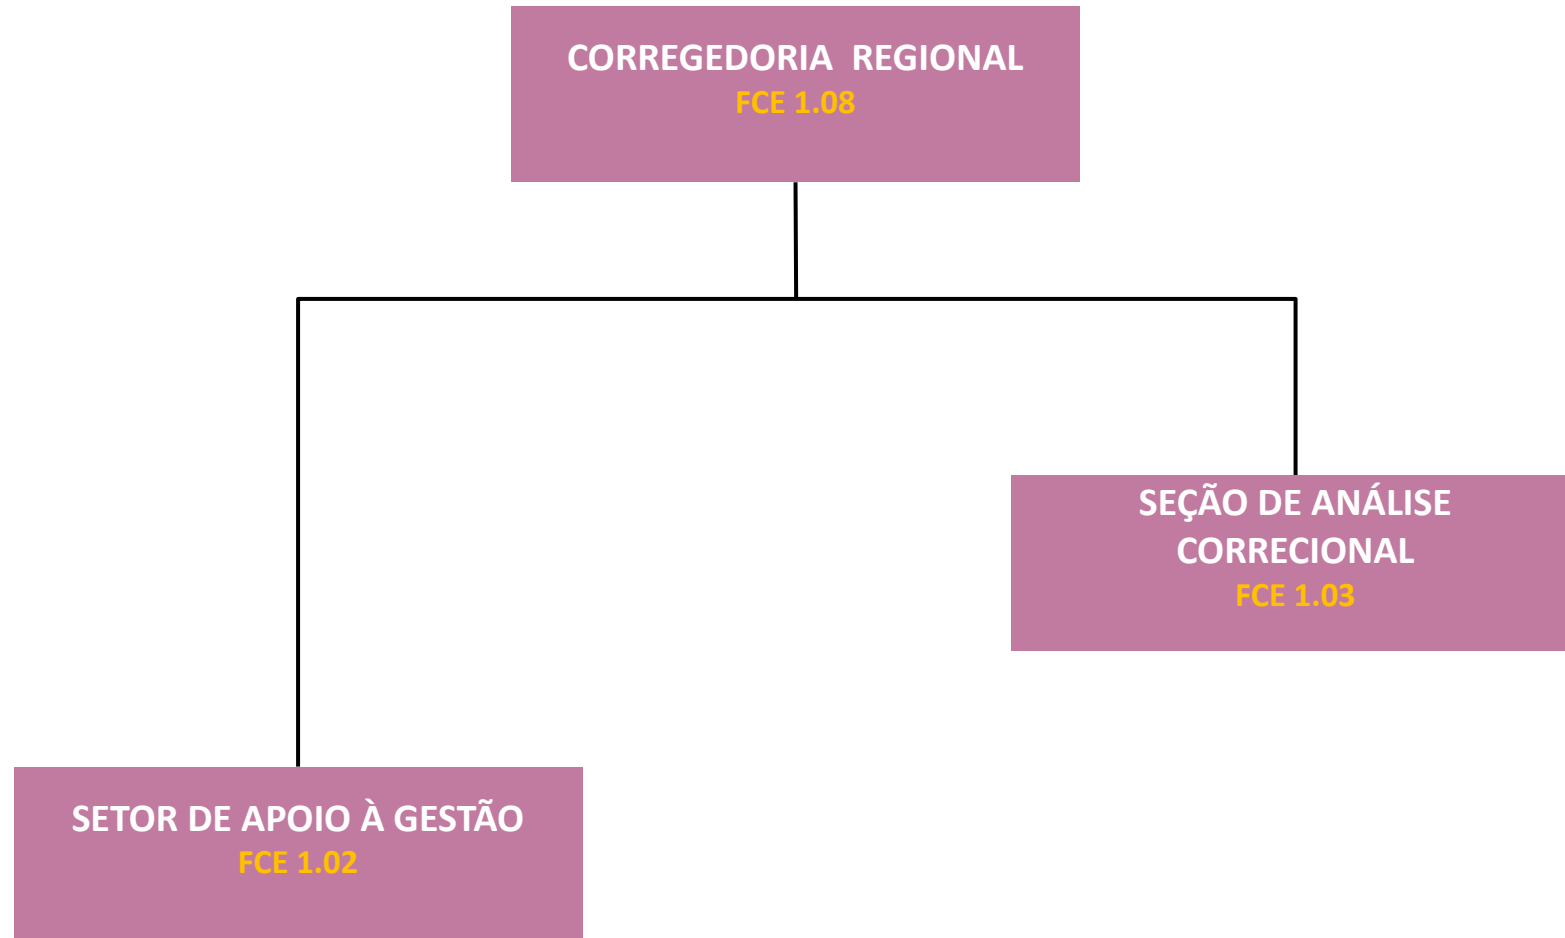 CORREGEDORIA REGIONAL
FCE 1.08
SEÇÃO DE ANÁLISE
CORRECIONAL
FCE 1.03
SETOR DE APOIO À GESTÃO
FCE 1.02